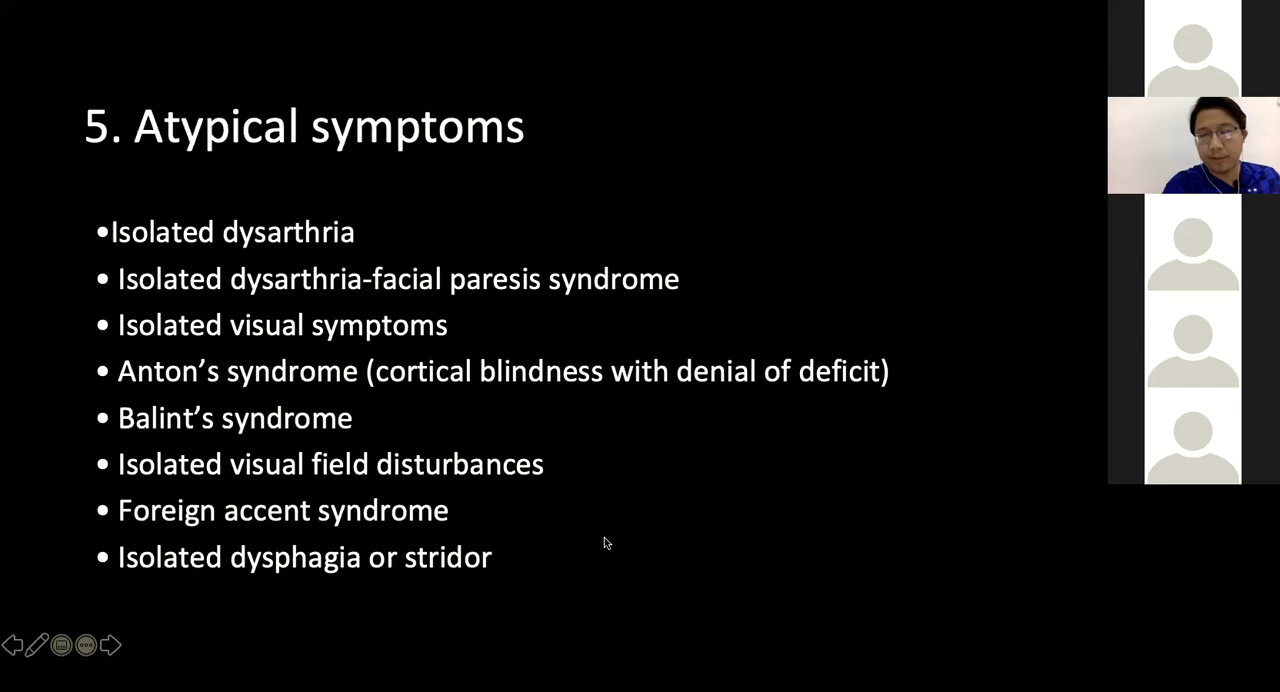 5. Atypical symptoms
•Isolated dysarthria
• Isolated dysarthria-facial paresis syndrome
• Isolated visual symptoms
• Anton’s syndrome (cortical blindness with denial of deficit)
• Balint’s syndrome
• Isolated visual field disturbances
• Foreign accent syndrome
• Isolated dysphagia or stridor